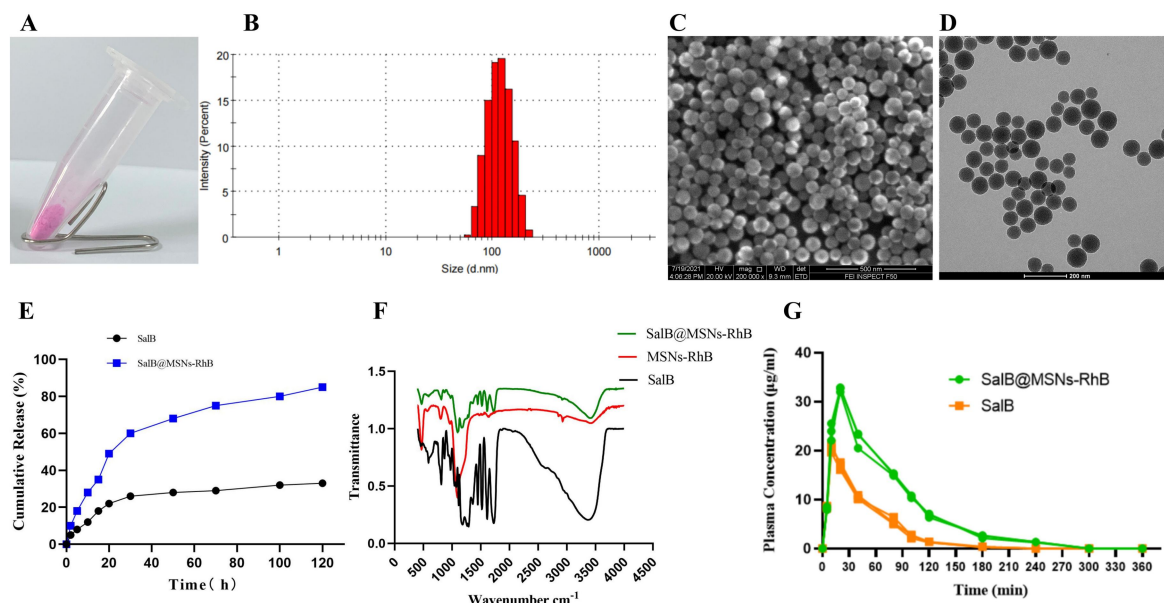 A
B
C
D
20
15
10
5
0
Intensity (Percent)
1
10
100
1000
Size (d.nm)
7/19/2021
4:06:28 PM
HV
20.00 kV
mag
200 000 x
WD
9.3 mm
det
ETD
500 nm
FEI INSPECT F50
200 nm
E
SalB
SalB@MSNs-RhB
100
80
60
40
20
0
Cumulative Release (%)
0
20
40
60
80
100
120
Time( h)
F
SalB@MSNs-RhB
MSNs-RhB
SalB
1.5
1.0
0.5
0.0
Transmittance
0
500
1000
1500
2000
2500
3000
3500
4000
4500
Wavenumber cm⁻¹
G
SalB@MSNs-RhB
SalB
40
30
20
10
0
Plasma Concentration (μg/ml)
0
30
60
90
120
150
180
210
240
270
300
330
360
Time (min)